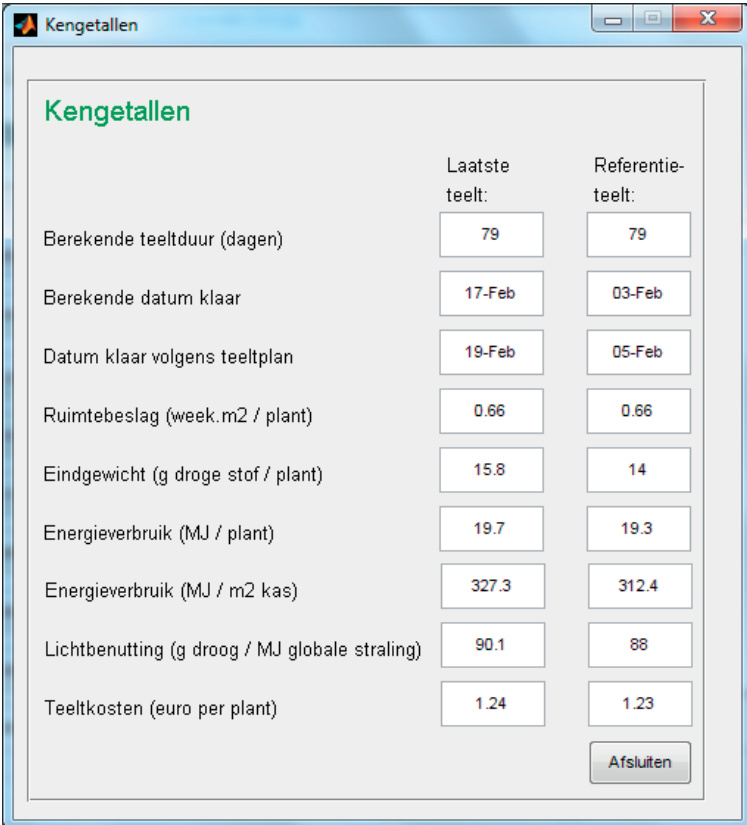 Kengetallen
Kengetallen
Laatste Referentie-
teelt: teelt:
Berekende teeltduur (dagen) 79 79
Berekende datum klaar 17-Feb 03-Feb
Datum klaar volgens teeltplan 19-Feb 05-Feb
Ruimtebeslag (week.m2 / plant) 0.66 0.66
Eindgewicht (g droge stof / plant) 15.8 14
Energieverbruik (MJ / plant) 19.7 19.3
Energieverbruik (MJ / m2 kas) 327.3 312.4
Lichtbenutting (g droog / MJ globale straling) 90.1 88
Teeltkosten (euro per plant) 1.24 1.23
Afsluiten